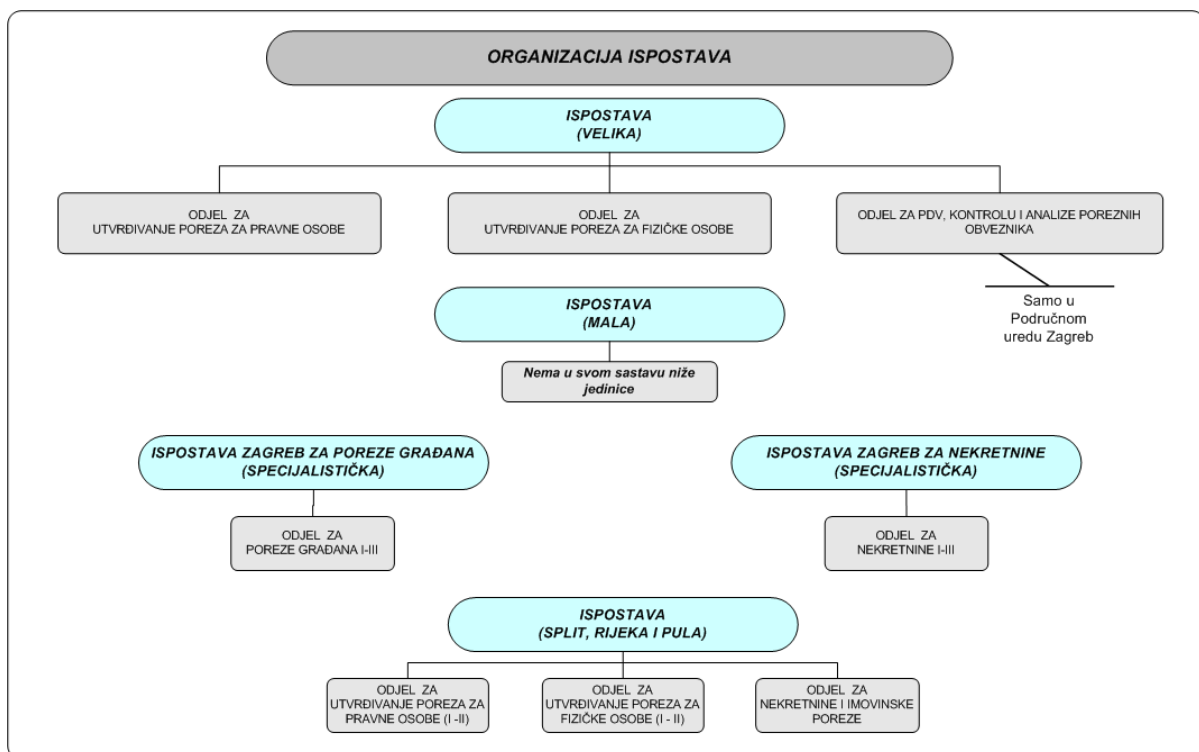 ORGANIZACIJA ISPOSTAVA
ISPOSTAVA
(VELIKA)
ODJEL ZA
UTVRĐIVANJE POREZA ZA PRAVNE OSOBE
ODJEL ZA
UTVRĐIVANJE POREZA ZA FIZIČKE OSOBE
ODJEL ZA PDV, KONTROLU I ANALIZE POREZNIH
OBVEZNIKA
Samo u
Područnom
uredu Zagreb
ISPOSTAVA
(MALA)
Nema u svom sastavu niže
jedinice
ISPOSTAVA ZAGREB ZA POREZE GRAĐANA
(SPECIJALISTIČKA)
ODJEL ZA
POREZE GRAĐANA I-III
ISPOSTAVA ZAGREB ZA NEKRETNINE
(SPECIJALISTIČKA)
ODJEL ZA
NEKRETNINE I-III
ISPOSTAVA
(SPLIT, RIJEKA I PULA)
ODJEL ZA
UTVRĐIVANJE POREZA ZA
PRAVNE OSOBE (I -II)
ODJEL ZA
UTVRĐIVANJE POREZA ZA
FIZIČKE OSOBE (I - II)
ODJEL ZA
NEKRETNINE I IMOVINSKE
POREZE